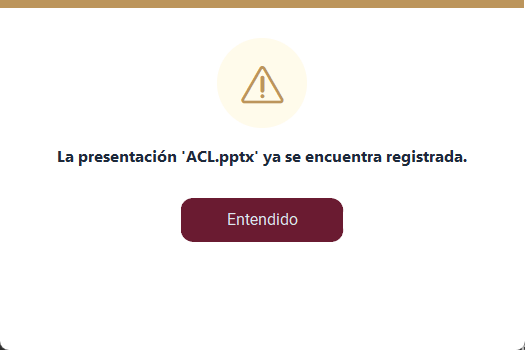 La presentación 'ACL.pptx' ya se encuentra registrada.
Entendido